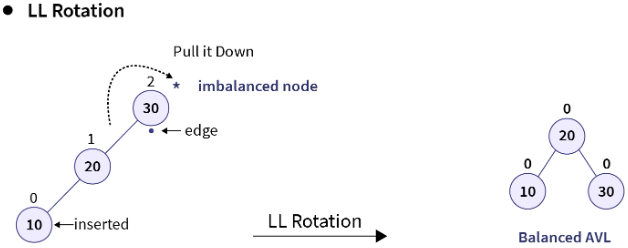 ● LL Rotation
Pull it Down
2
★ imbalanced node
30
← edge
1
20
0
10
←inserted
LL Rotation
0
20
0
0
10
30
Balanced AVL